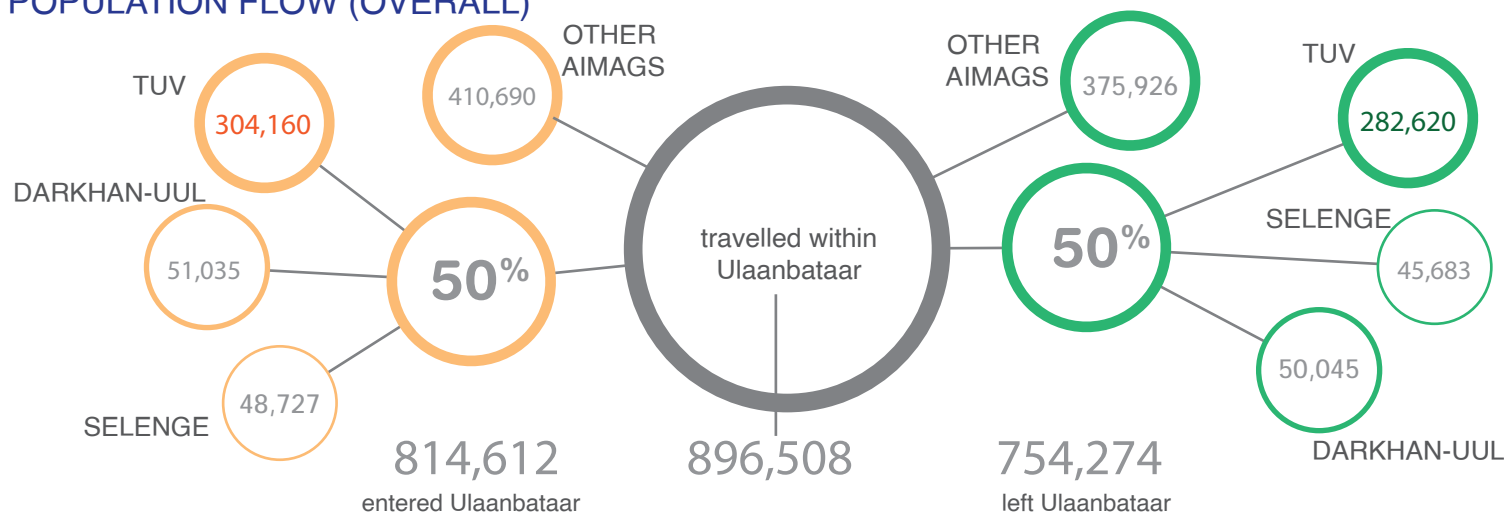 POPULATION FLOW (OVERALL)
TUV
304,160
OTHER
AIMAGS
410,690
DARKHAN-UUL
51,035
50%
SELENGE
48,727
814,612
entered Ulaanbataar
travelled within
Ulaanbataar
896,508
OTHER
AIMAGS
375,926
TUV
282,620
50%
SELENGE
45,683
50,045
DARKHAN-UUL
754,274
left Ulaanbataar